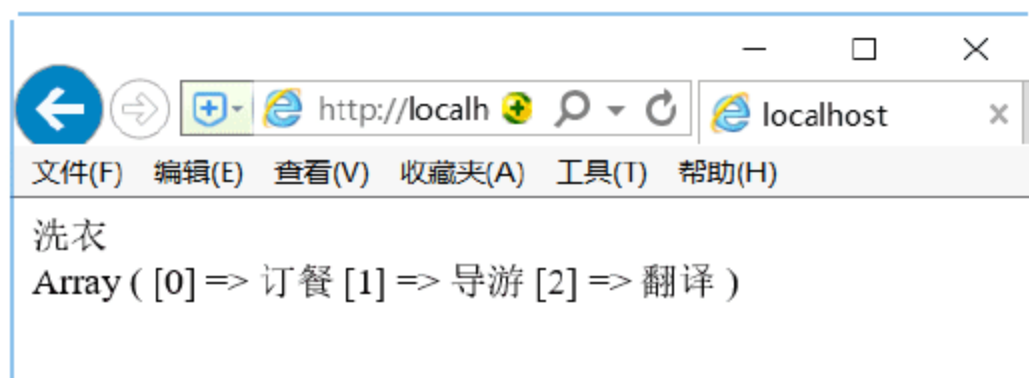 http://localh
localhost
文件(F) 编辑(E) 查看(V) 收藏夹(A) 工具(T) 帮助(H)
洗衣
Array ( [0] => 订餐 [1] => 导游 [2] => 翻译 )